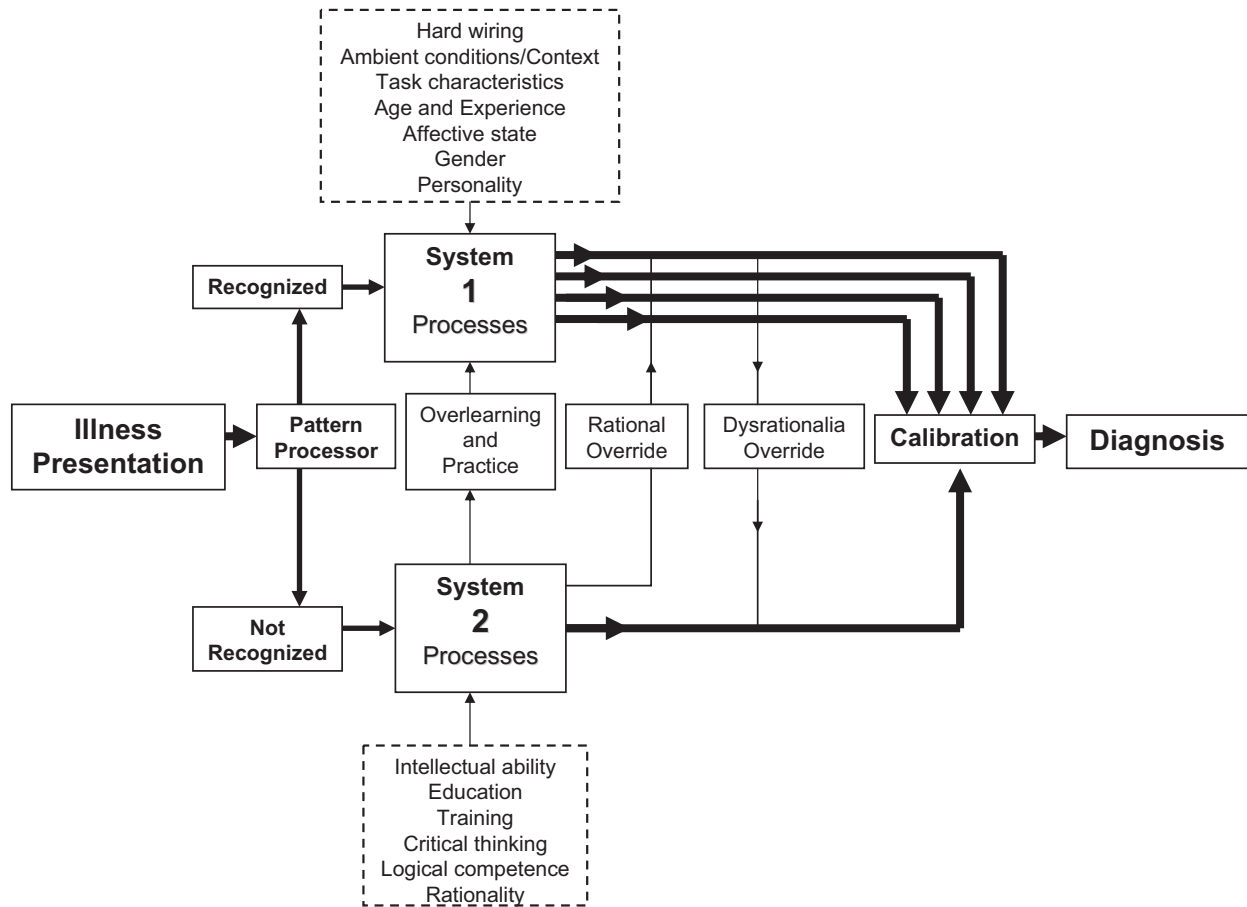 Hard wiring
Ambient conditions/Context
Task characteristics
Age and Experience
Affective state
Gender
Personality
System
1
Processes
Recognized
Illness
Presentation
Pattern
Processor
Overlearning
and
Practice
Rational
Override
Dysrationalia
Override
Calibration
Diagnosis
Not
Recognized
System
2
Processes
Intellectual ability
Education
Training
Critical thinking
Logical competence
Rationality